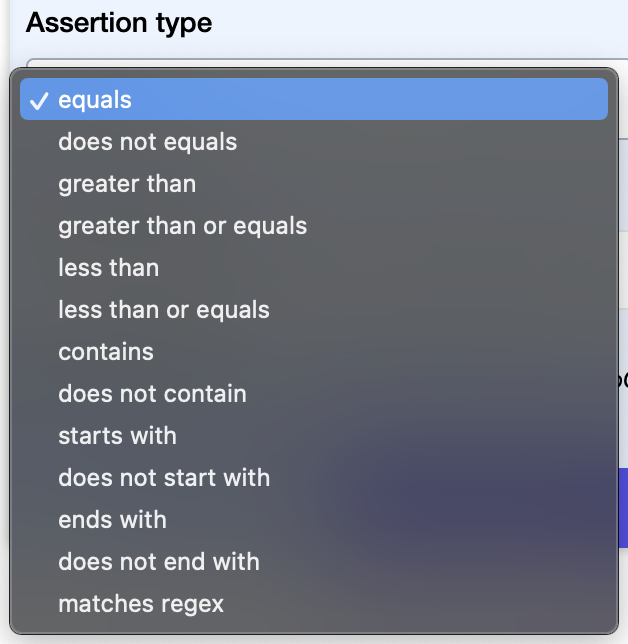 Assertion type
equals
does not equals
greater than
greater than or equals
less than
less than or equals
contains
does not contain
starts with
does not start with
ends with
does not end with
matches regex